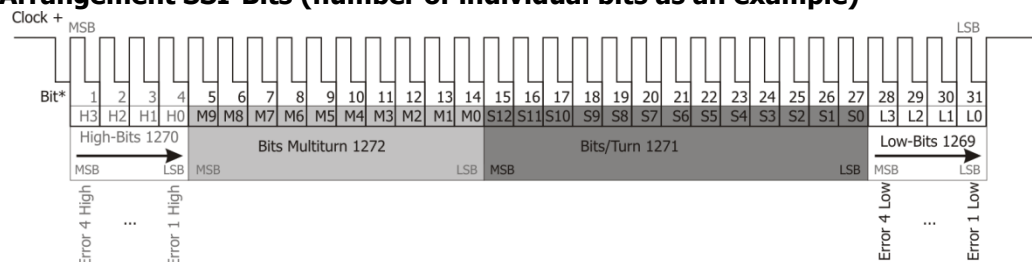 Arrangement SSI-Bits (number of individual bits as an example)
Clock +
MSB
LSB
Bit* 1 2 3 4 5 6 7 8 9 10 11 12 13 14 15 16 17 18 19 20 21 22 23 24 25 26 27 28 29 30 31
H3 H2 H1 H0 M9 M8 M7 M6 M5 M4 M3 M2 M1 M0 S12 S11 S10 S9 S8 S7 S6 S5 S4 S3 S2 S1 S0 L3 L2 L1 L0
High-Bits 1270 Bits Multiturn 1272 Bits/Turn 1271 Low-Bits 1269
MSB LSB MSB LSB MSB LSB MSB LSB
Error 4 High ... Error 1 High Error 4 Low ... Error 1 Low